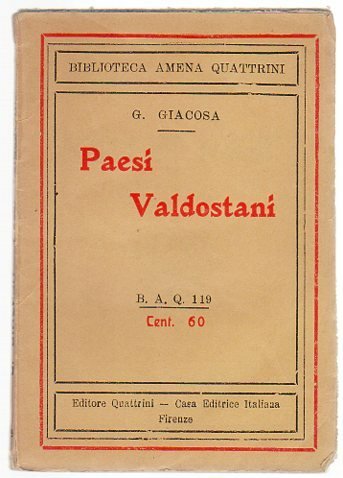 BIBLIOTECA AMENA QUATTRINI
G. GIACOSA
Paesi
Valdostani
B. A. Q. 119
Cent. 60
Editore Quattrini — Casa Editrice Italiana
Firenze